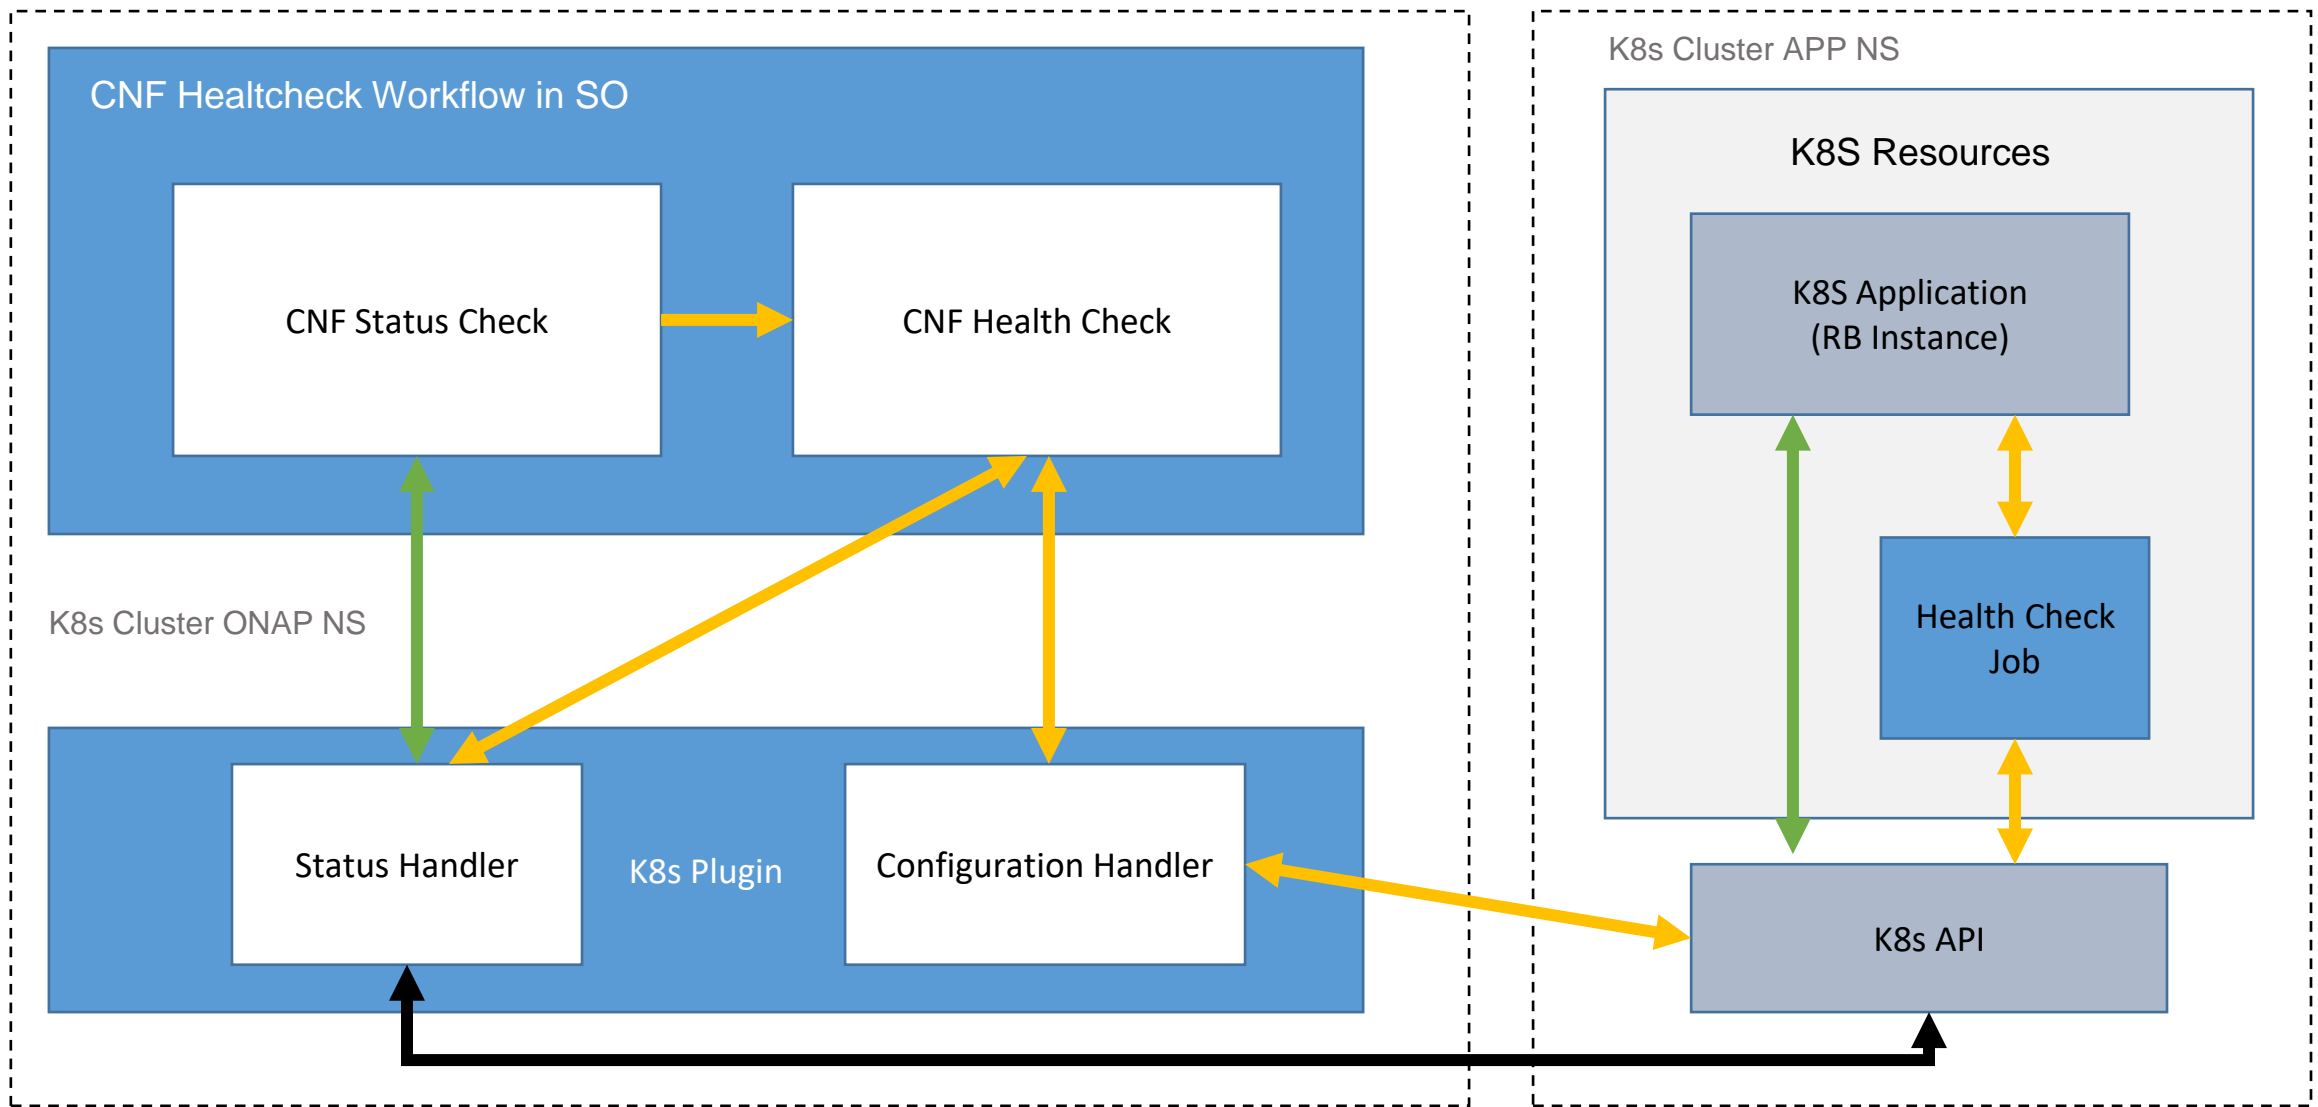 CNF Healtcheck Workflow in SO
CNF Status Check
CNF Health Check
K8s Cluster ONAP NS
Status Handler
K8s Plugin
Configuration Handler
K8s Cluster APP NS
K8S Resources
K8S Application
(RB Instance)
Health Check
Job
K8s API